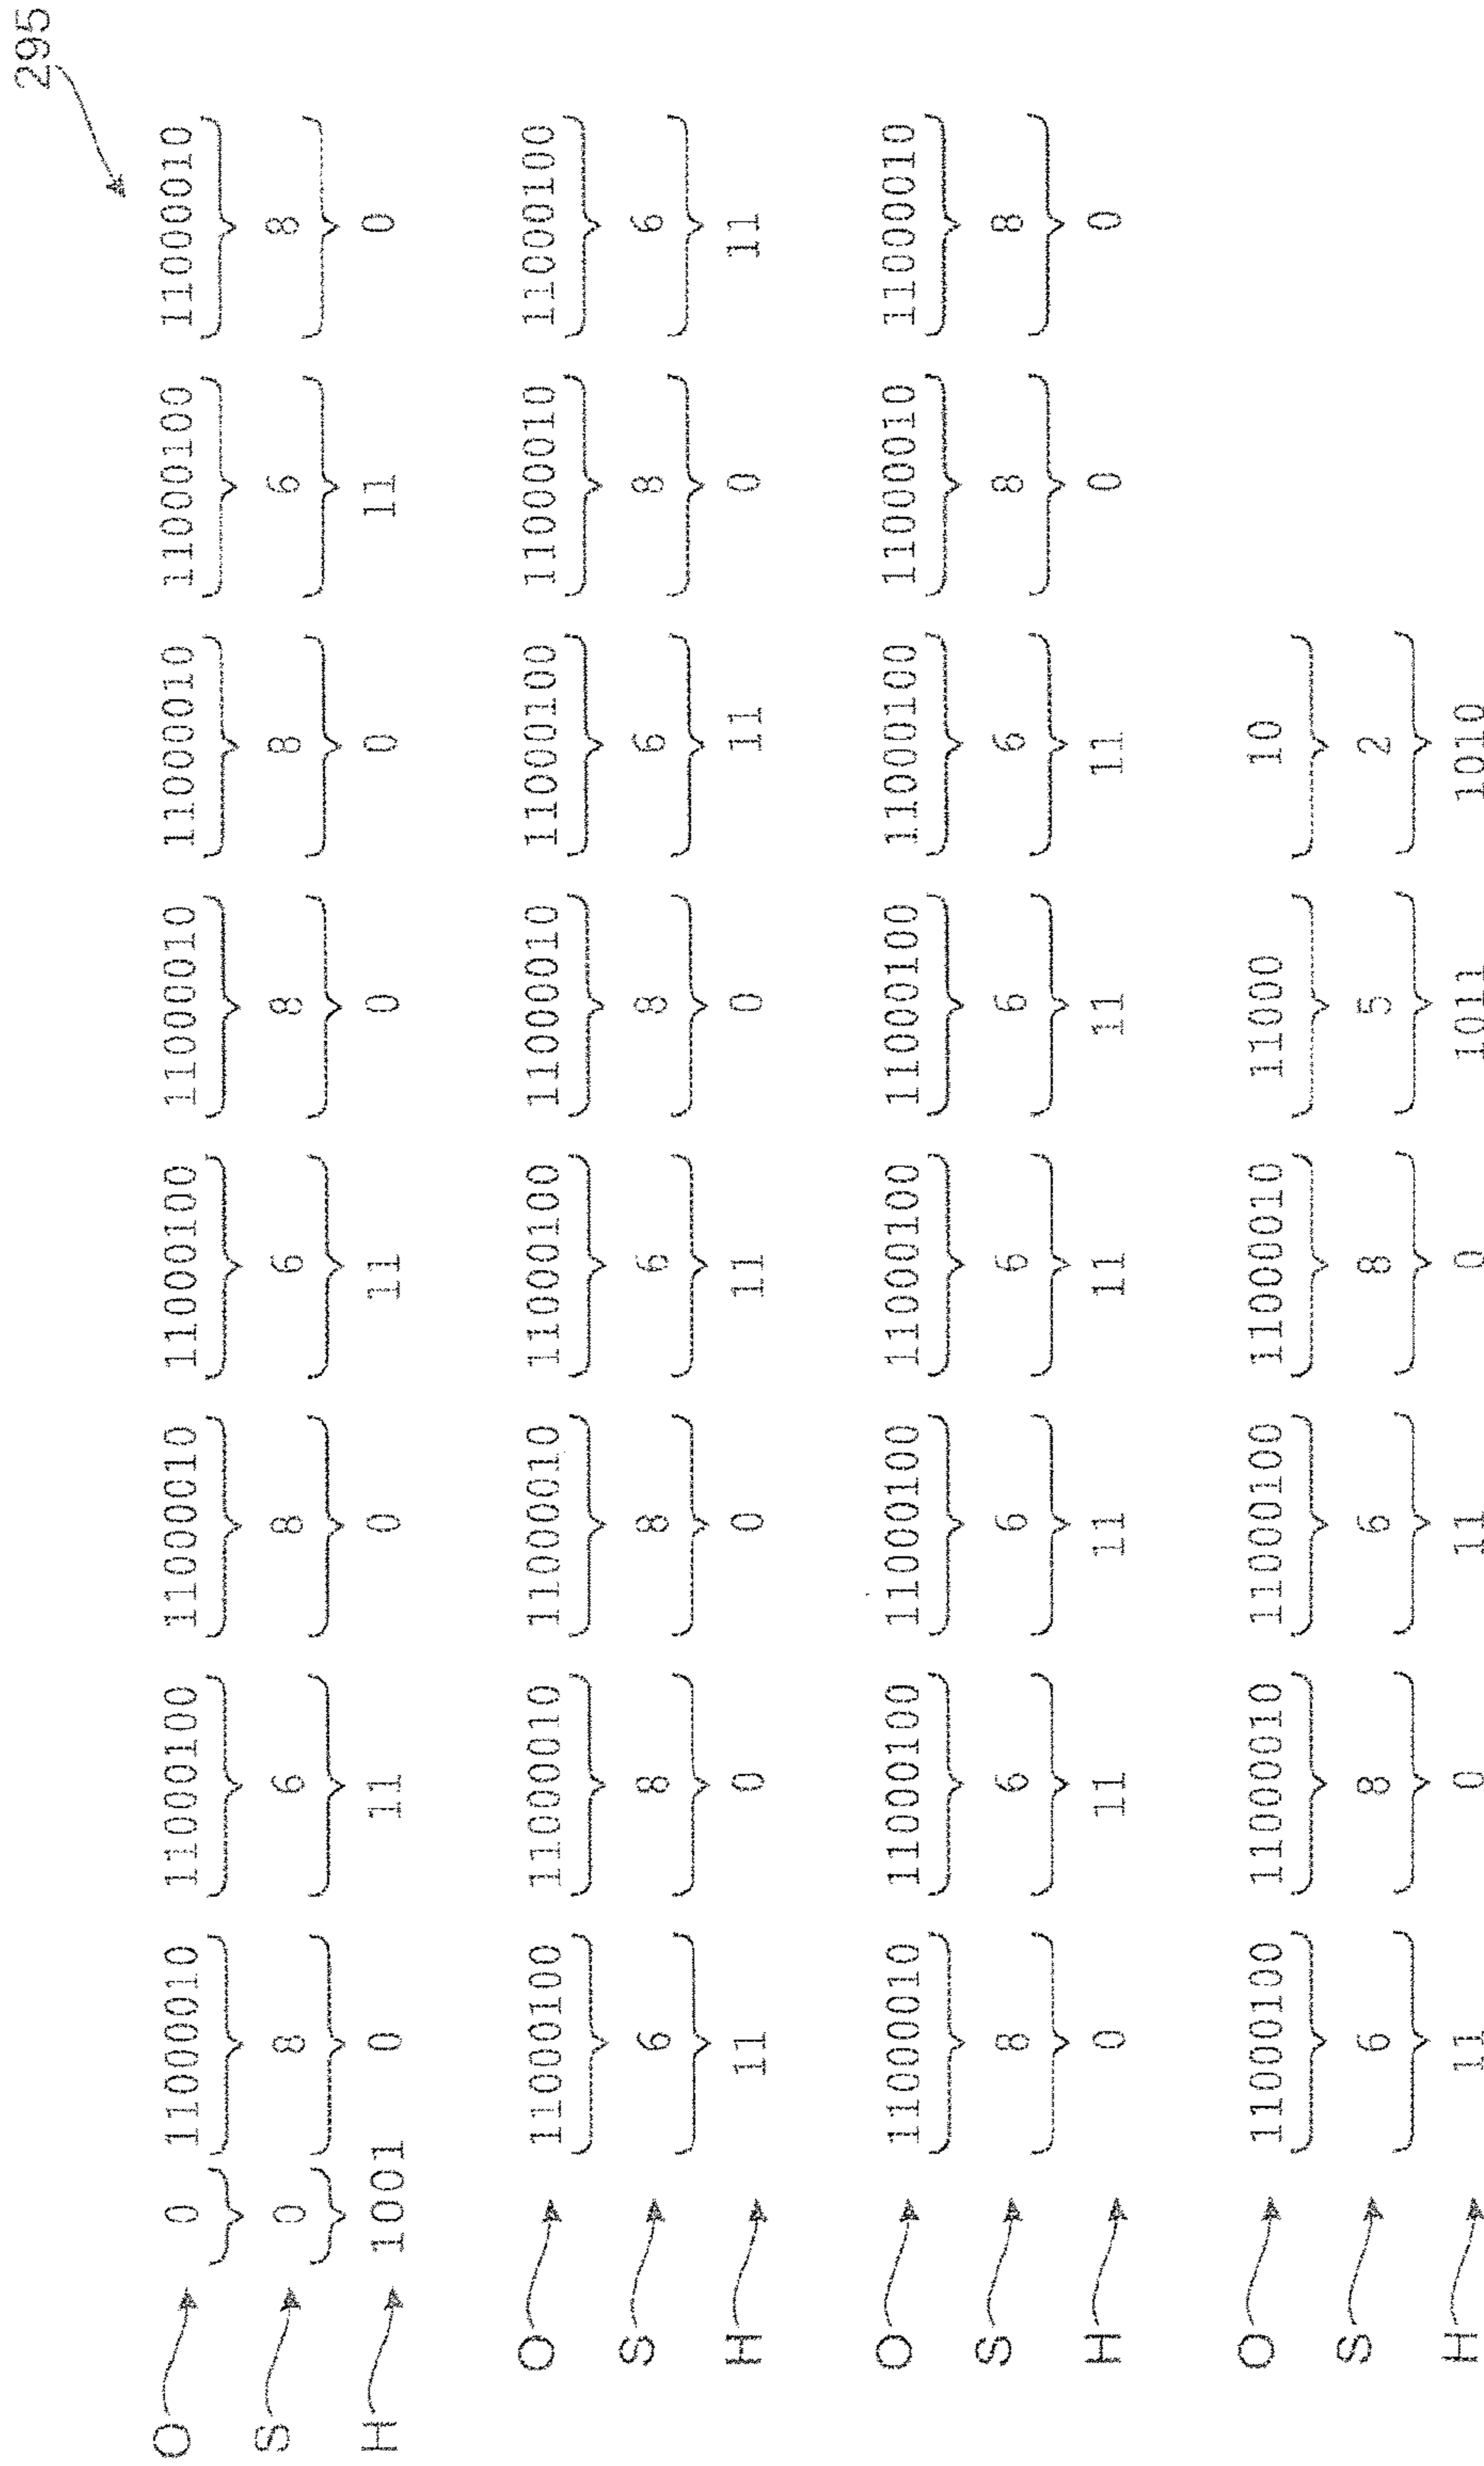 295
O 0 11000010 11000100 11000010 11000100 11000010 11000010 11000100 11000010
S 0 8 6 8 6 8 8 6 8
H 1001 0 11 0 11 0 0 11 0
O 11000100 11000010 11000010 11000100 11000010 11000100 11000010 11000100
S 6 8 8 6 8 6 8 6
H 11 0 0 11 0 11 0 11
O 11000010 11000100 11000100 11000100 11000100 11000100 11000010 11000010
S 8 6 6 6 6 6 8 8
H 0 11 11 11 11 11 0 0
O 11000100 11000010 11000100 11000010 11000 10
S 6 8 6 8 5 2
H 11 0 11 0 1011 1010